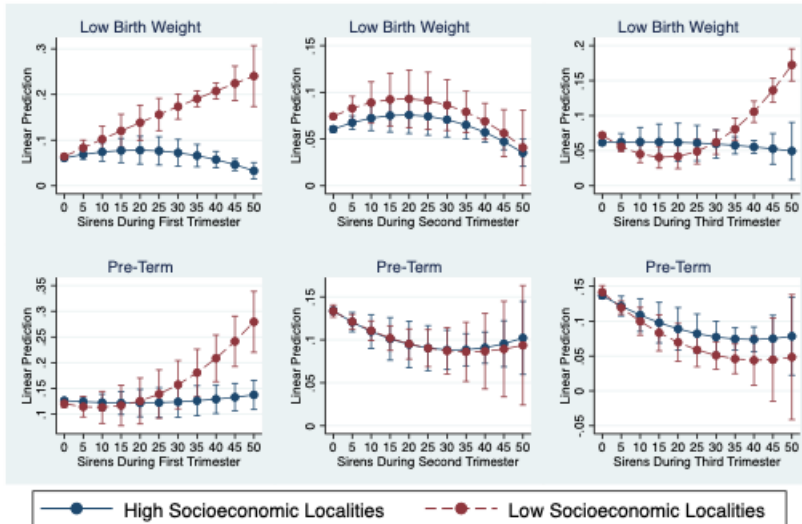 Low Birth Weight
Linear Prediction
0 .1 .2 .3
0 5 10 15 20 25 30 35 40 45 50
Sirens During First Trimester
Low Birth Weight
Linear Prediction
0 .05 .1 .15
0 5 10 15 20 25 30 35 40 45 50
Sirens During Second Trimester
Low Birth Weight
Linear Prediction
0 .05 .1 .15 .2
0 5 10 15 20 25 30 35 40 45 50
Sirens During Third Trimester
Pre-Term
Linear Prediction
.1 .15 .2 .25 .3 .35
0 5 10 15 20 25 30 35 40 45 50
Sirens During First Trimester
Pre-Term
Linear Prediction
0 .05 .1 .15
0 5 10 15 20 25 30 35 40 45 50
Sirens During Second Trimester
Pre-Term
Linear Prediction
-.05 0 .05 .1 .15
0 5 10 15 20 25 30 35 40 45 50
Sirens During Third Trimester
High Socioeconomic Localities
Low Socioeconomic Localities